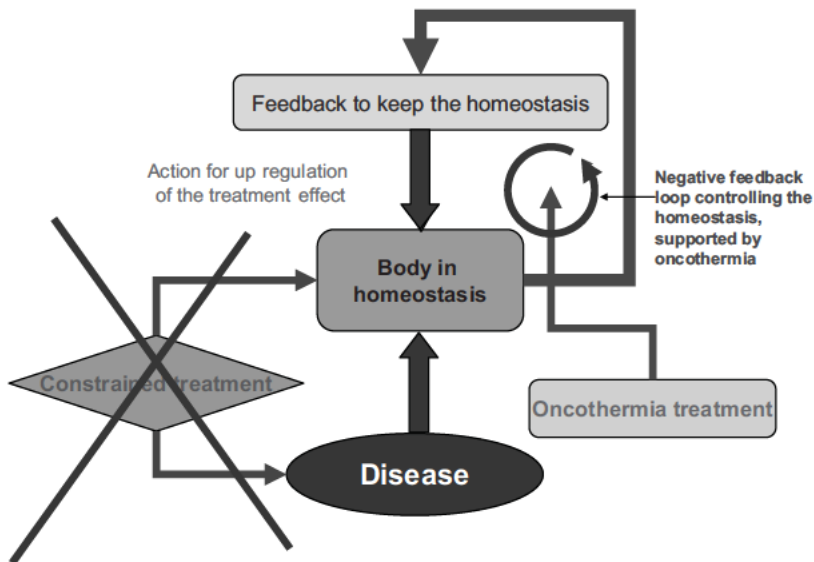 Feedback to keep the homeostasis
Action for up regulation
of the treatment effect
Negative feedback
loop controlling the
homeostasis,
supported by
oncothermia
Body in
homeostasis
Constrained treatment
Oncothermia treatment
Disease